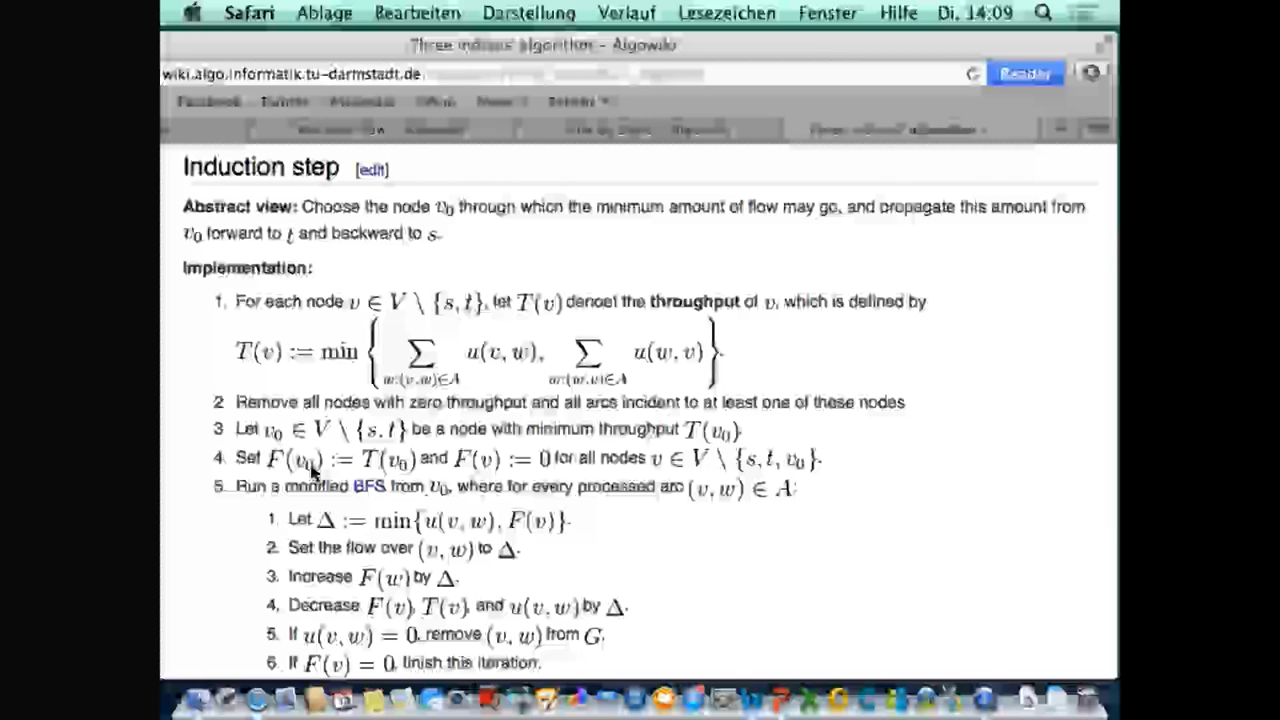 Safari Ablage Bearbeiten Darstellung Verlauf Lesezeichen Fenster Hilfe Di. 14:09
Three indians' algorithm – Algowiki
wiki.algo.informatik.tu-darmstadt.de
Reader
Induction step [edit]
Abstract view: Choose the node v₀ through which the minimum amount of flow may go, and propagate this amount from
v₀ forward to t and backward to s.
Implementation:
1. For each node v ∈ V \ {s, t}, let T(v) denoet the throughput of v, which is defined by
T(v) := min { ∑ u(v, w), ∑ u(w, v) }.
w:(v,w)∈A w:(w,v)∈A
2 Remove all nodes with zero throughput and all arcs incident to at least one of these nodes
3 Let v₀ ∈ V \ {s, t} be a node with minimum throughput T(v₀)
4. Set F(v₀) := T(v₀) and F(v) := 0 for all nodes v ∈ V \ {s, t, v₀}.
5. Run a modified BFS from v₀, where for every processed arc (v, w) ∈ A:
1. Let Δ := min{u(v, w), F(v)}.
2. Set the flow over (v, w) to Δ.
3. Increase F(w) by Δ.
4. Decrease F(v), T(v), and u(v, w) by Δ.
5. If u(v, w) = 0, remove (v, w) from G.
6. If F(v) = 0, finish this iteration.